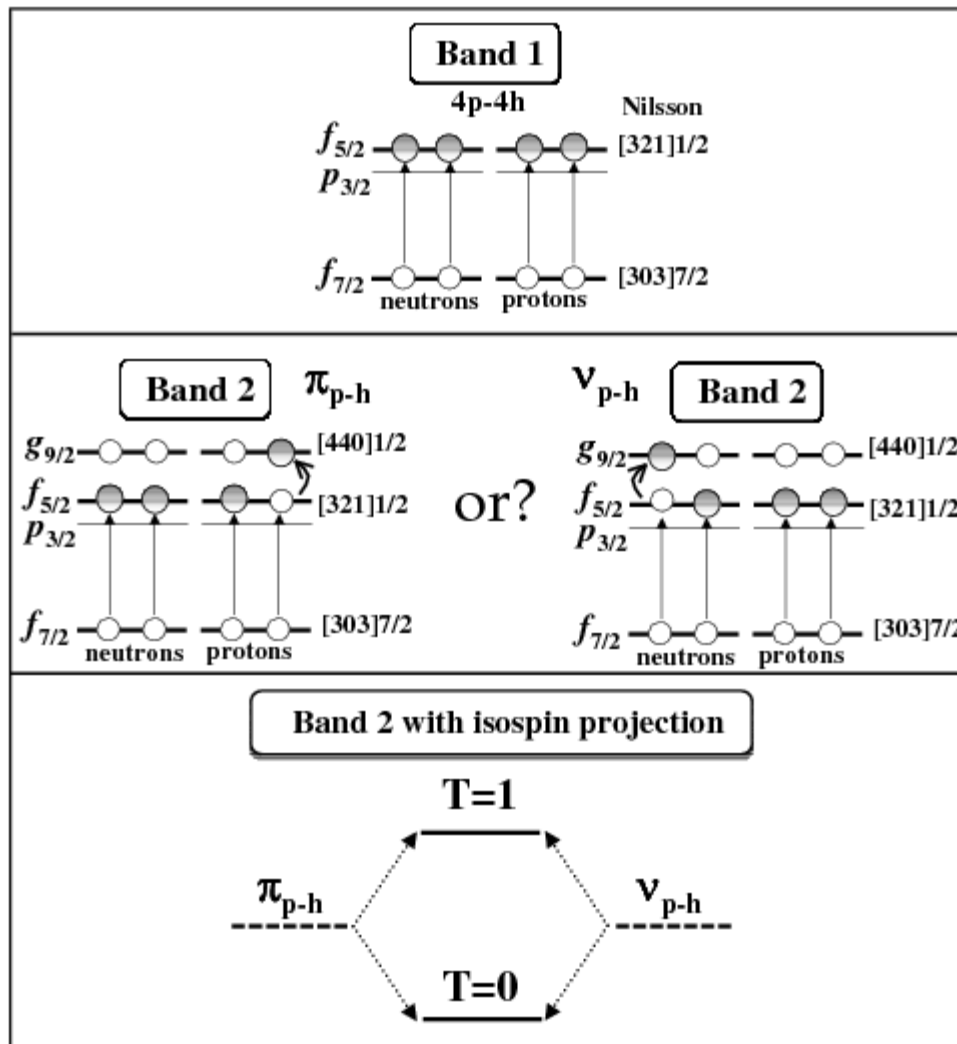 Band 1
4p-4h
Nilsson
f5/2 [321]1/2
p3/2
f7/2 [303]7/2
neutrons protons
Band 2 πp-h
g9/2 [440]1/2
f5/2 [321]1/2
p3/2
f7/2 [303]7/2
neutrons protons
or?
νp-h Band 2
g9/2 [440]1/2
f5/2 [321]1/2
p3/2
f7/2 [303]7/2
neutrons protons
Band 2 with isospin projection
T=1
πp-h νp-h
T=0